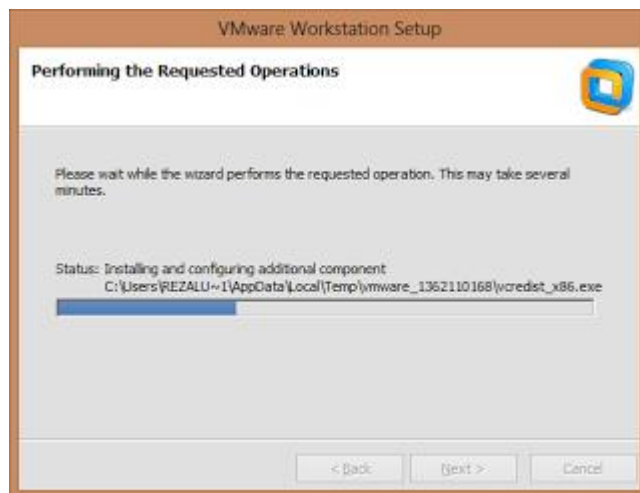 VMware Workstation Setup
Performing the Requested Operations
Please wait while the wizard performs the requested operation. This may take several
minutes.
Status: Installing and configuring additional component
C:\Users\REZALU~1\AppData\Local\Temp\vmware_1362110168\vcredist_x86.exe
< Back
Next >
Cancel